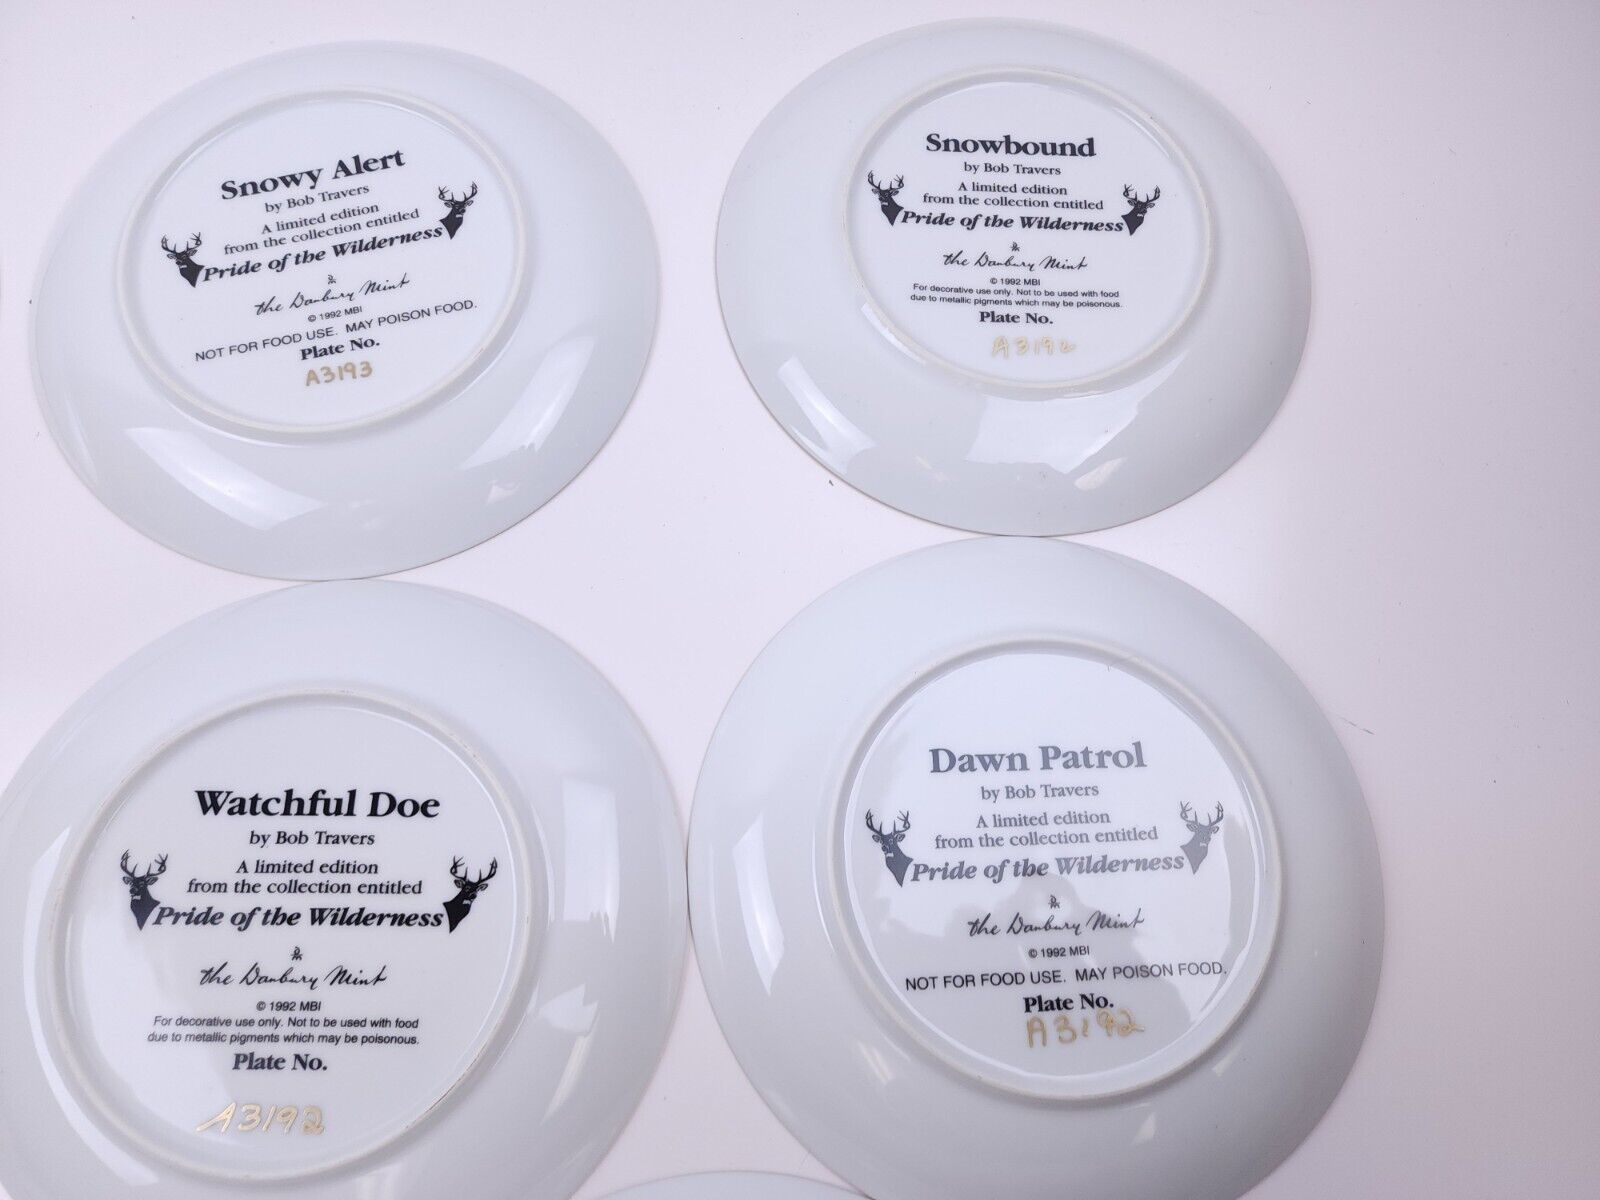 Snowy Alert
by Bob Travers
A limited edition
from the collection entitled
Pride of the Wilderness
the Danbury Mint
© 1992 MBI
NOT FOR FOOD USE. MAY POISON FOOD.
Plate No.
A3193
Snowbound
by Bob Travers
A limited edition
from the collection entitled
Pride of the Wilderness
the Danbury Mint
© 1992 MBI
For decorative use only. Not to be used with food
due to metallic pigments which may be poisonous.
Plate No.
A3192
Watchful Doe
by Bob Travers
A limited edition
from the collection entitled
Pride of the Wilderness
the Danbury Mint
© 1992 MBI
For decorative use only. Not to be used with food
due to metallic pigments which may be poisonous.
Plate No.
A3192
Dawn Patrol
by Bob Travers
A limited edition
from the collection entitled
Pride of the Wilderness
the Danbury Mint
© 1992 MBI
NOT FOR FOOD USE. MAY POISON FOOD.
Plate No.
A3192